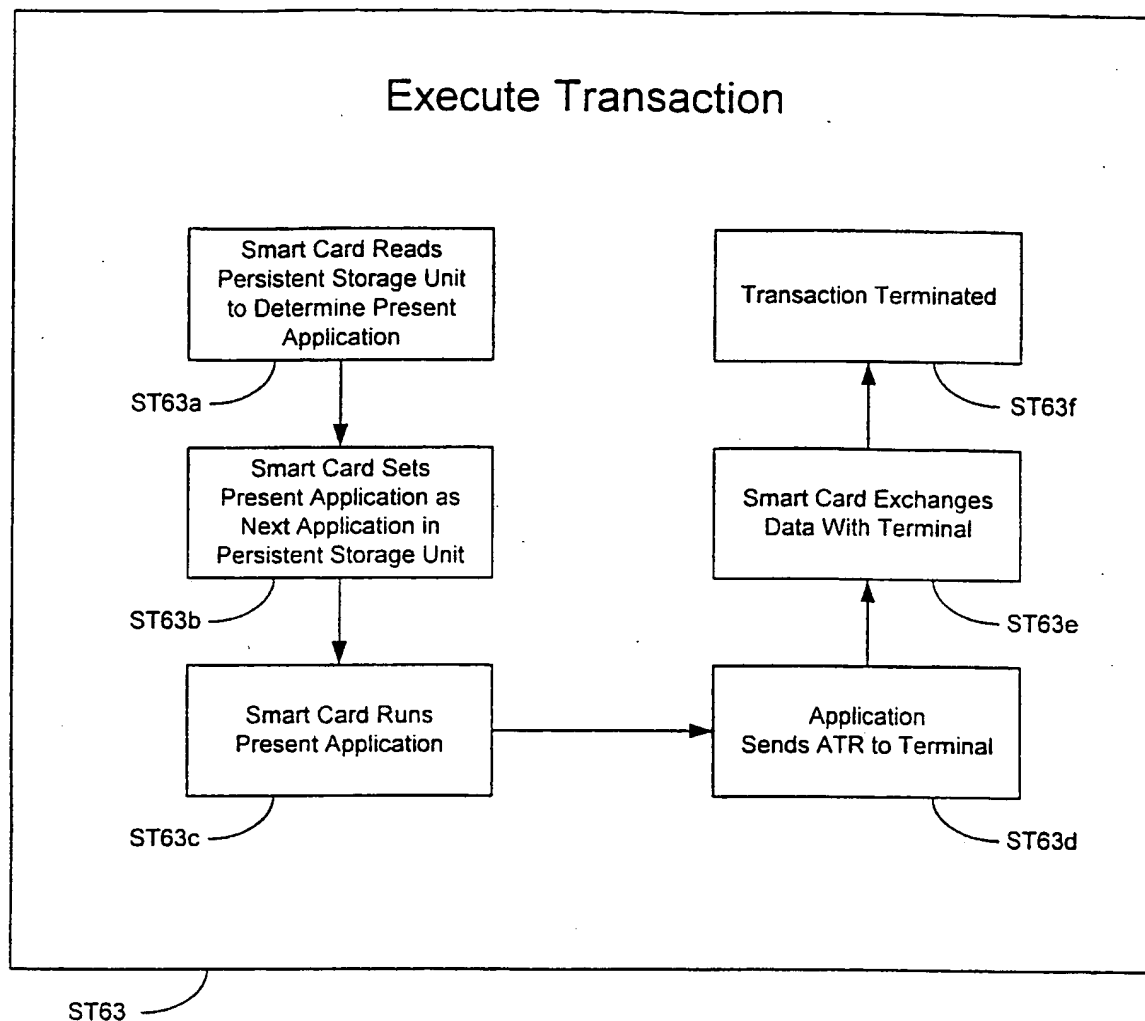 Execute Transaction
Smart Card Reads
Persistent Storage Unit
to Determine Present
Application
ST63a
Smart Card Sets
Present Application as
Next Application in
Persistent Storage Unit
ST63b
Smart Card Runs
Present Application
ST63c
Application
Sends ATR to Terminal
ST63d
Smart Card Exchanges
Data With Terminal
ST63e
Transaction Terminated
ST63f
ST63